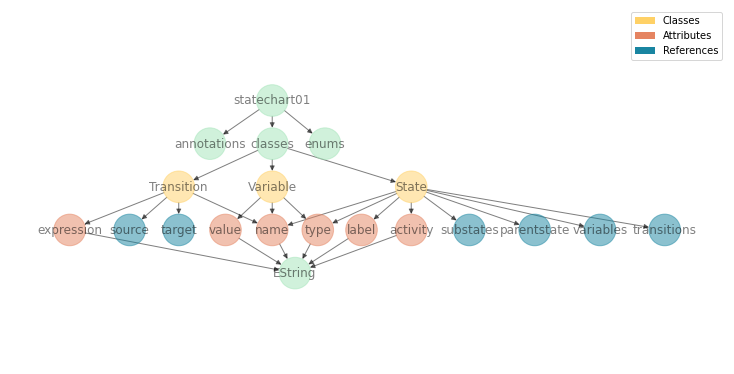 Classes
Attributes
References
statechart01
annotations classes enums
Transition Variable State
expression source target value name type label activity substates parentstate variables transitions
EString